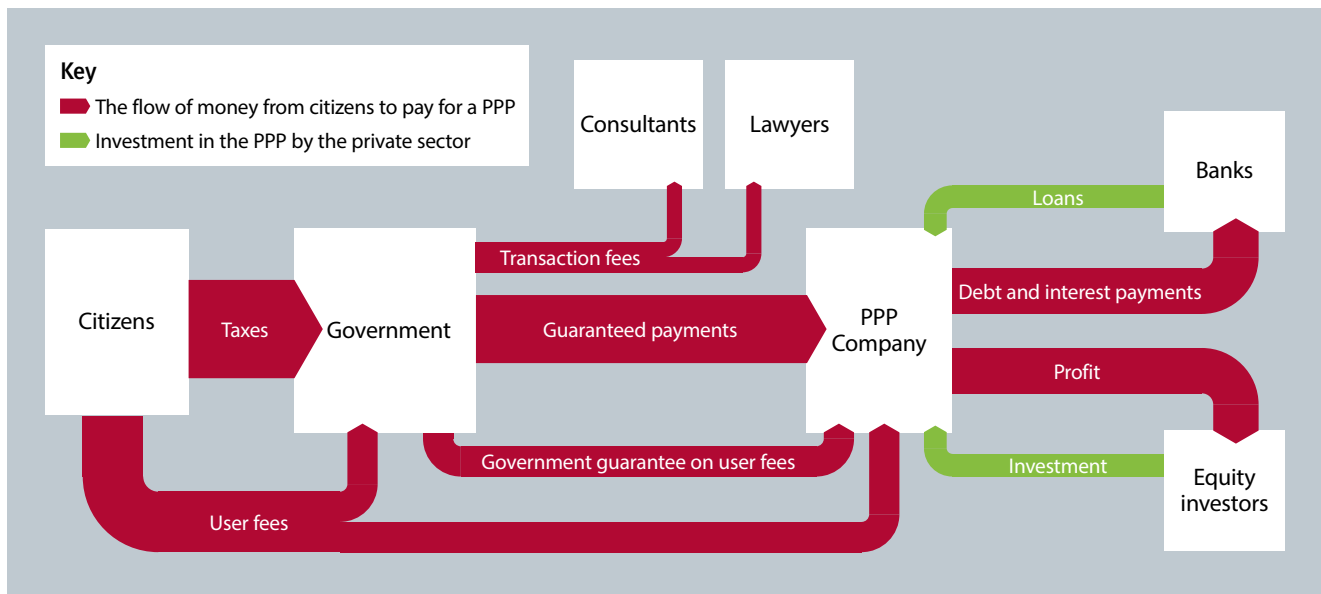 Key
The flow of money from citizens to pay for a PPP
Investment in the PPP by the private sector
Consultants
Lawyers
Banks
Loans
Transaction fees
Debt and interest payments
Citizens
Taxes
Government
Guaranteed payments
PPP
Company
Profit
Government guarantee on user fees
Investment
Equity
investors
User fees